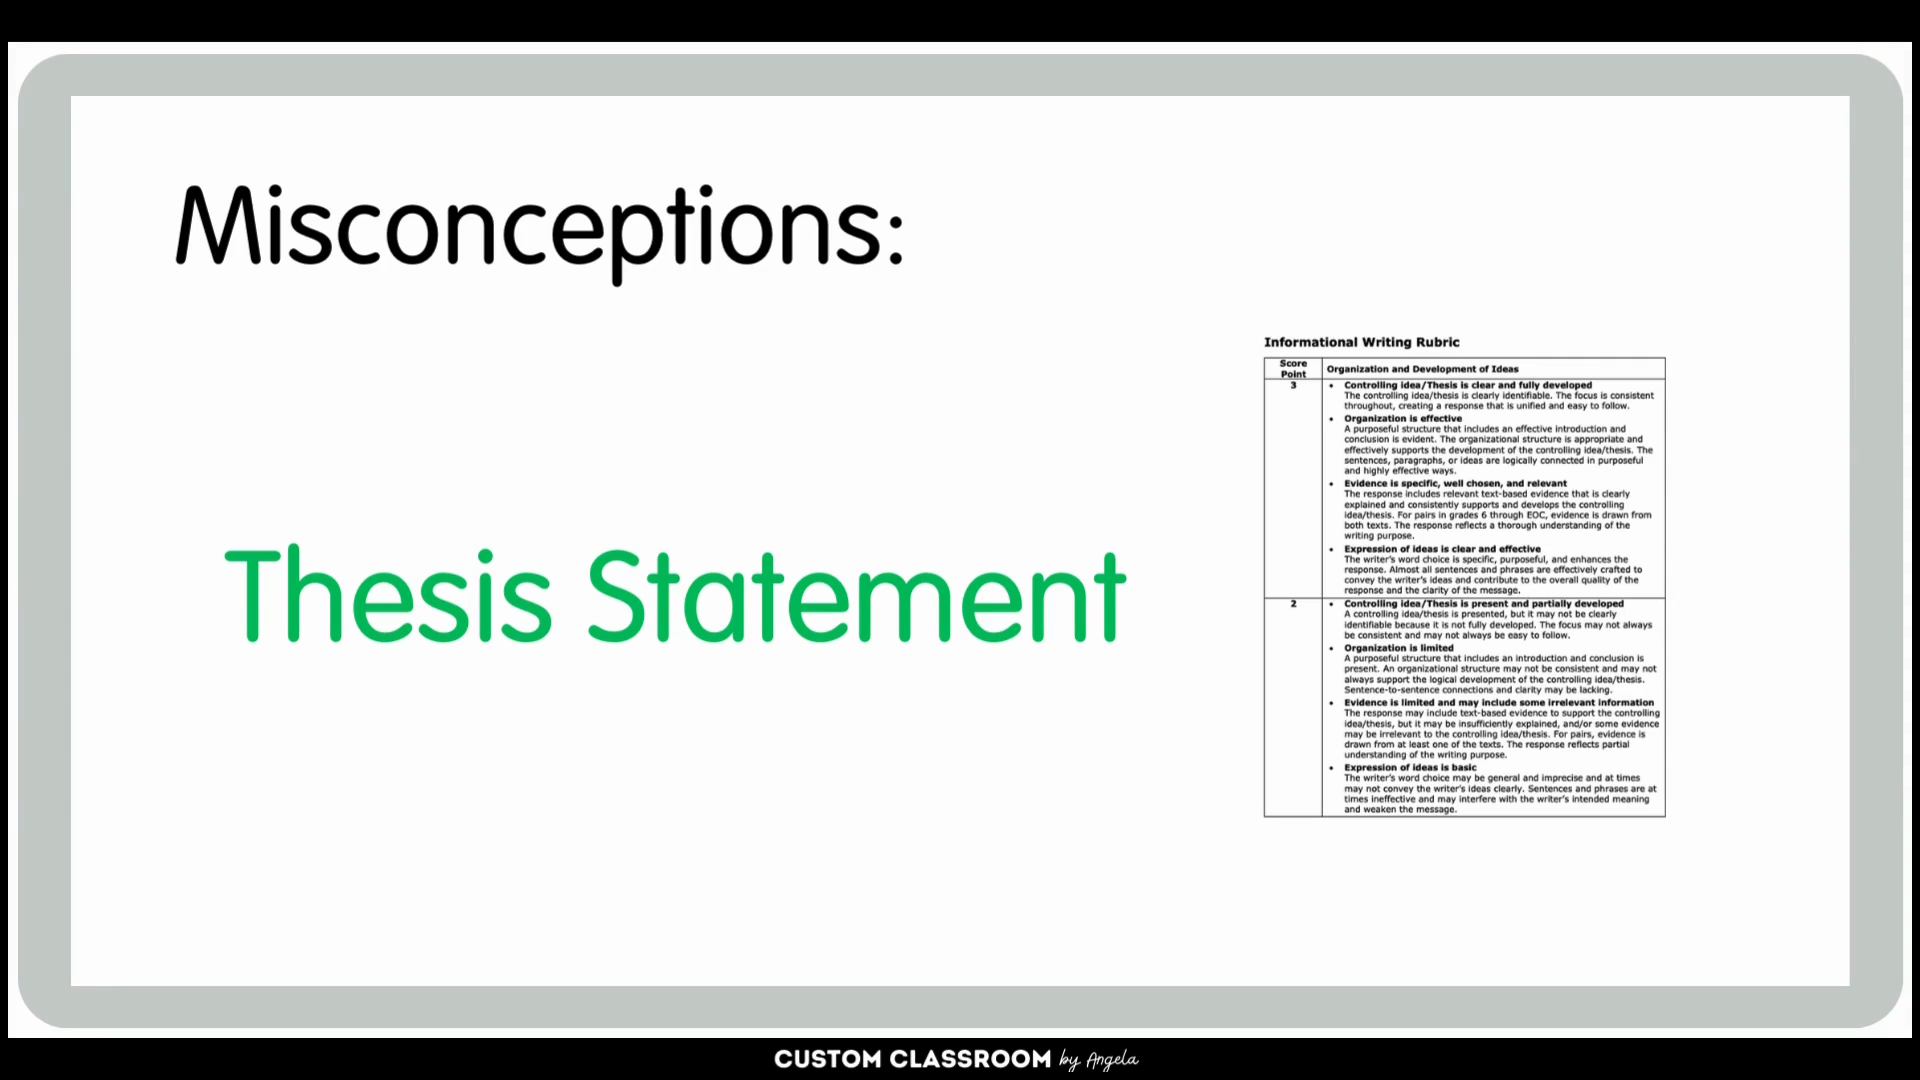 Misconceptions:
Thesis Statement
Informational Writing Rubric
Score
Point
Organization and Development of Ideas
3
• Controlling idea/Thesis is clear and fully developed
The controlling idea/thesis is clearly identifiable. The focus is consistent
throughout, creating a response that is unified and easy to follow.
• Organization is effective
A purposeful structure that includes an effective introduction and
conclusion is evident. The organizational structure is appropriate and
effectively supports the development of the controlling idea/thesis. The
sentences, paragraphs, or ideas are logically connected in purposeful
and highly effective ways.
• Evidence is specific, well chosen, and relevant
The response includes relevant text-based evidence that is clearly
explained and consistently supports and develops the controlling
idea/thesis. For pairs in grades 6 through EOC, evidence is drawn from
both texts. The response reflects a thorough understanding of the
writing purpose.
• Expression of ideas is clear and effective
The writer's word choice is specific, purposeful, and enhances the
response. Almost all sentences and phrases are effectively crafted to
convey the writer's ideas and contribute to the overall quality of the
response and the clarity of the message.
2
• Controlling idea/Thesis is present and partially developed
A controlling idea/thesis is presented, but it may not be clearly
identifiable because it is not fully developed. The focus may not always
be consistent and may not always be easy to follow.
• Organization is limited
A purposeful structure that includes an introduction and conclusion is
present. An organizational structure may not be consistent and may not
always support the logical development of the controlling idea/thesis.
Sentence-to-sentence connections and clarity may be lacking.
• Evidence is limited and may include some irrelevant information
The response may include text-based evidence to support the controlling
idea/thesis, but it may be insufficiently explained, and/or some evidence
may be irrelevant to the controlling idea/thesis. For pairs, evidence is
drawn from at least one of the texts. The response reflects partial
understanding of the writing purpose.
• Expression of ideas is basic
The writer's word choice may be general and imprecise and at times
may not convey the writer's ideas clearly. Sentences and phrases are at
times ineffective and may interfere with the writer's intended meaning
and weaken the message.
CUSTOM CLASSROOM by Angela